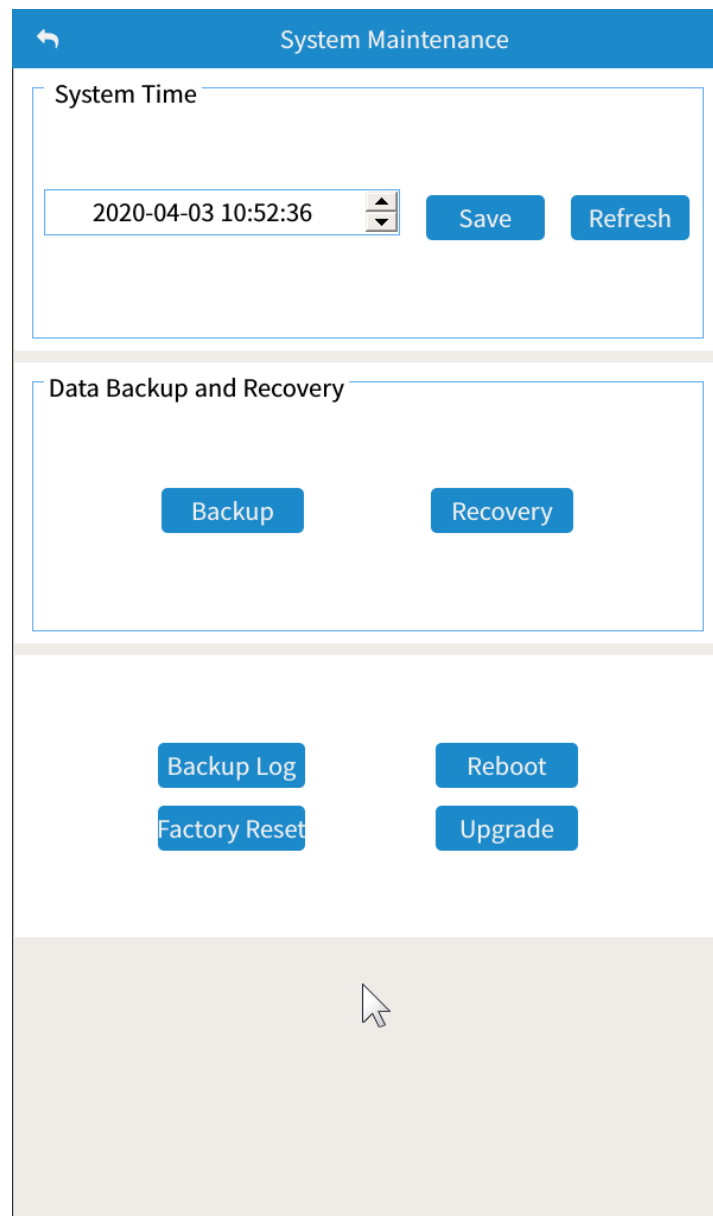 System Maintenance
System Time
2020-04-03 10:52:36
Save
Refresh
Data Backup and Recovery
Backup
Recovery
Backup Log
Reboot
Factory Reset
Upgrade